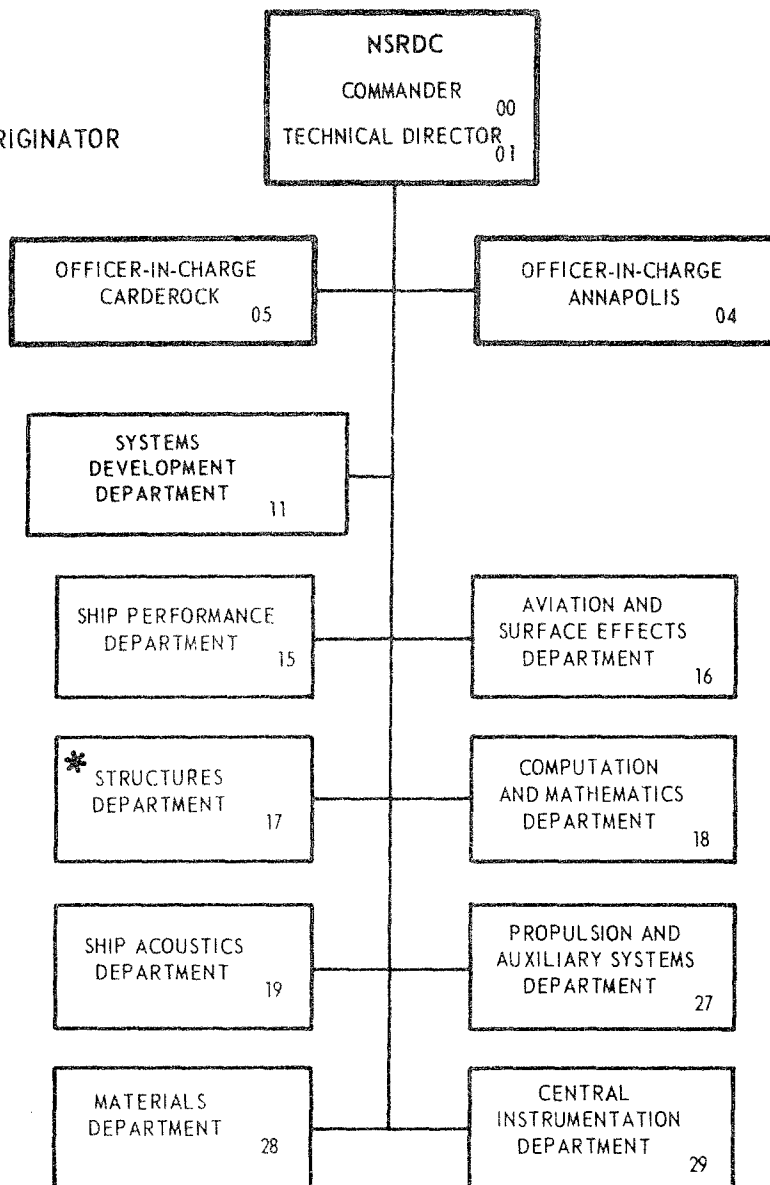 NSRDC
COMMANDER
00
TECHNICAL DIRECTOR
01
RIGINATOR
OFFICER-IN-CHARGE
CARDEROCK
05
OFFICER-IN-CHARGE
ANNAPOLIS
04
SYSTEMS
DEVELOPMENT
DEPARTMENT
11
SHIP PERFORMANCE
DEPARTMENT
15
AVIATION AND
SURFACE EFFECTS
DEPARTMENT
16
*
STRUCTURES
DEPARTMENT
17
COMPUTATION
AND MATHEMATICS
DEPARTMENT
18
SHIP ACOUSTICS
DEPARTMENT
19
PROPULSION AND
AUXILIARY SYSTEMS
DEPARTMENT
27
MATERIALS
DEPARTMENT
28
CENTRAL
INSTRUMENTATION
DEPARTMENT
29